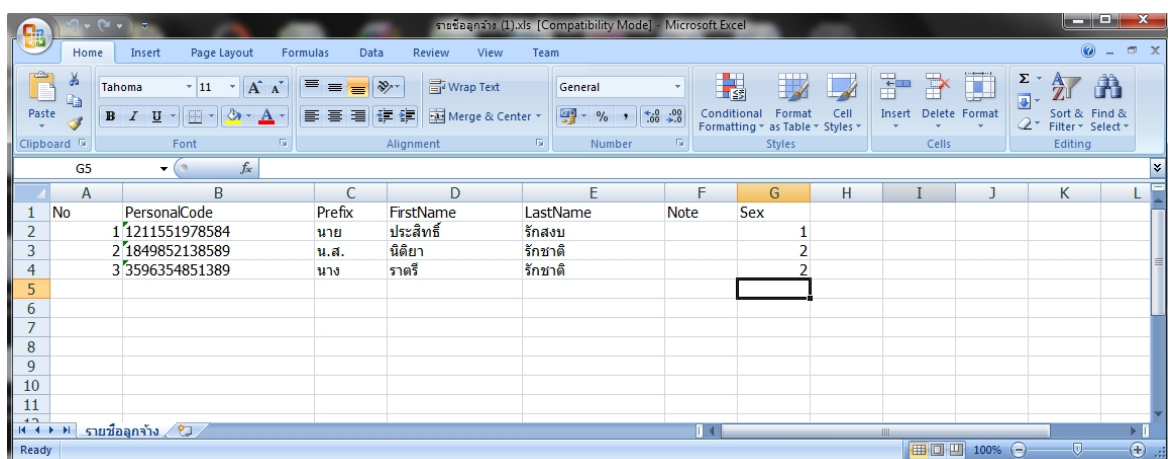 รายชื่อลูกจ้าง (1).xls [Compatibility Mode] - Microsoft Excel
Home Insert Page Layout Formulas Data Review View Team
Paste Tahoma 11 A A Wrap Text General Conditional Formatting Format as Table Cell Styles Insert Delete Format Σ Sort & Filter Find & Select
B I U A Merge & Center % , .0 .00 .00 .0
Clipboard Font Alignment Number Styles Cells Editing
G5 fx
A B C D E F G H I J K L
1 No PersonalCode Prefix FirstName LastName Note Sex
2 1 1211551978584 นาย ประสิทธิ์ รักสงบ 1
3 2 1849852138589 น.ส. นิติยา รักชาติ 2
4 3 3596354851389 นาง ราตรี รักชาติ 2
5
6
7
8
9
10
11
12
รายชื่อลูกจ้าง
Ready 100%